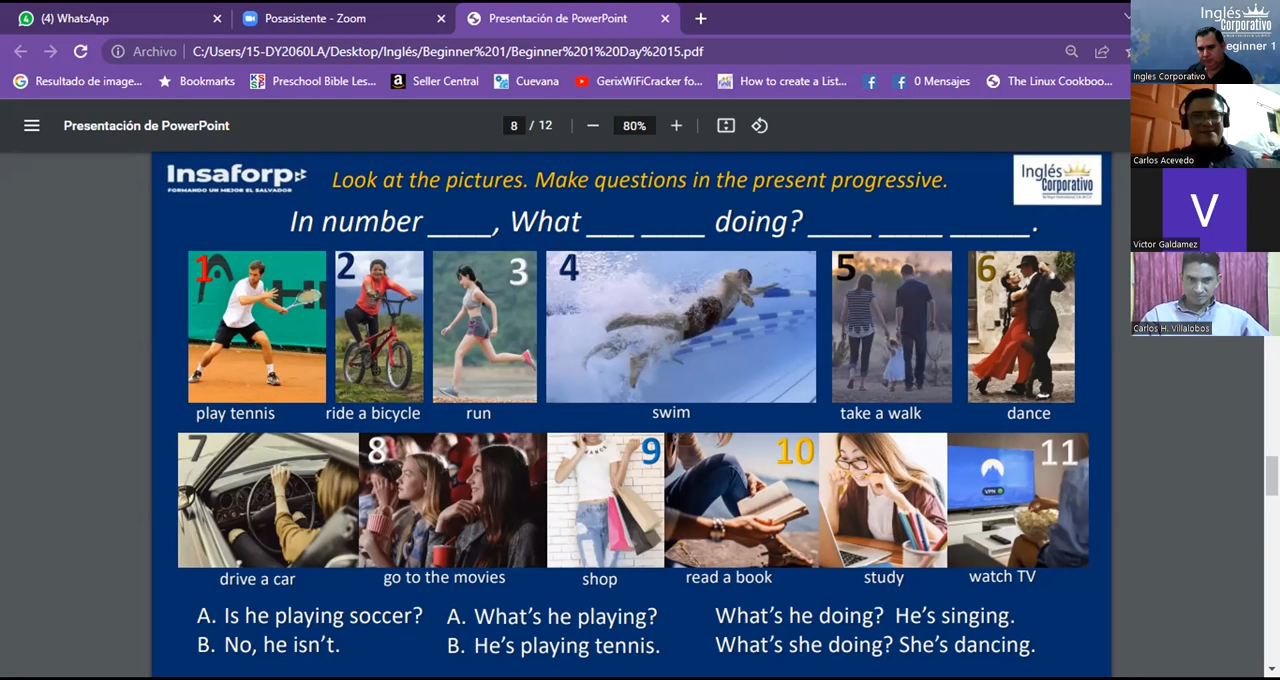 (4) WhatsApp
Posasistente - Zoom
Presentación de PowerPoint
Archivo
C:/Users/15-DY2060LA/Desktop/Inglés/Beginner%201/Beginner%201%20Day%2015.pdf
Resultado de image...
Bookmarks
Preschool Bible Les...
Seller Central
Cuevana
GerixWiFiCracker fo...
How to create a List...
0 Mensajes
The Linux Cookboo...
Presentación de PowerPoint
8 / 12
80%
Inglés
Corporativo
eginner 1
Ingles Corporativo
Carlos Acevedo
V
Victor Galdamez
Carlos H. Villalobos
Insaforp
FORMANDO UN MEJOR EL SALVADOR
Look at the pictures. Make questions in the present progressive.
Inglés
Corporativo
In number ____, What ___ ____ doing? ____ ____ _____.
1
2
3
4
5
6
play tennis
ride a bicycle
run
swim
take a walk
dance
7
8
9
10
11
VPN
drive a car
go to the movies
shop
read a book
study
watch TV
A. Is he playing soccer?
B. No, he isn't.
A. What's he playing?
B. He's playing tennis.
What's he doing? He's singing.
What's she doing? She's dancing.